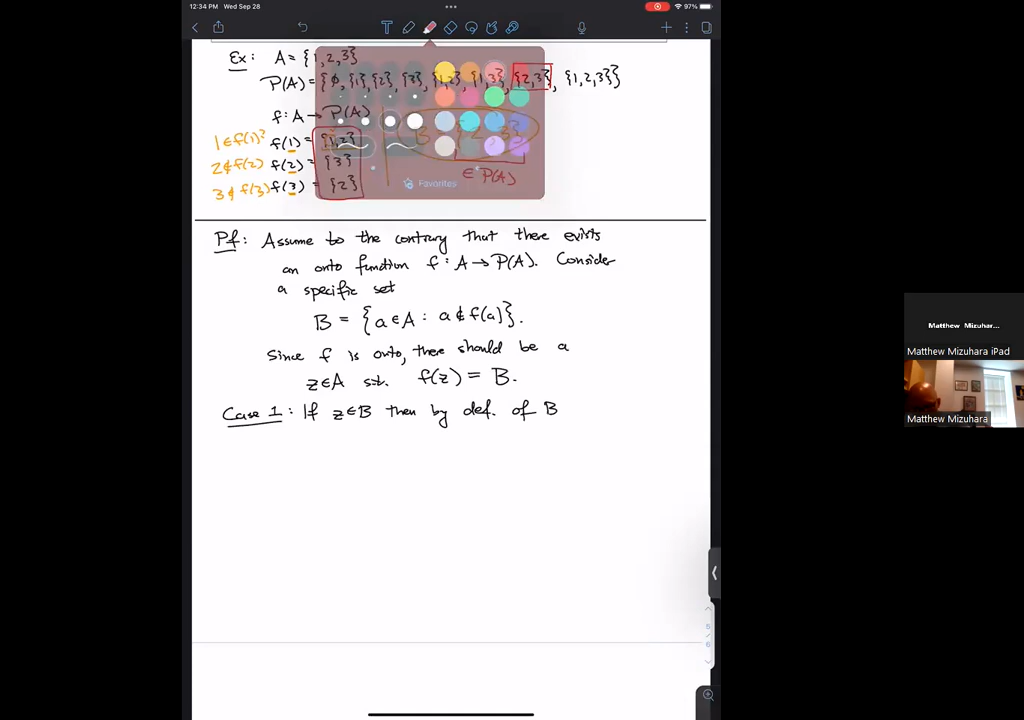 12:34 PM Wed Sep 28
97%
Ex: A = {1,2,3}
P(A) = {∅, {1}, {2}, {3}, {1,2}, {1,3}, {2,3}, {1,2,3}}
f: A → P(A)
1 ∈ f(1)? f(1) = {1,2}
2 ∉ f(2) f(2) = {3}
3 ∉ f(3) f(3) = {2}
B
∈ P(A)
Favorites
Pf: Assume to the contrary that there exists
an onto function f: A → P(A). Consider
a specific set
B = {a ∈ A : a ∉ f(a)}.
Since f is onto, there should be a
z ∈ A s.t. f(z) = B.
Case 1: If z ∈ B then by def. of B
Matthew Mizuhar...
Matthew Mizuhara iPad
Matthew Mizuhara